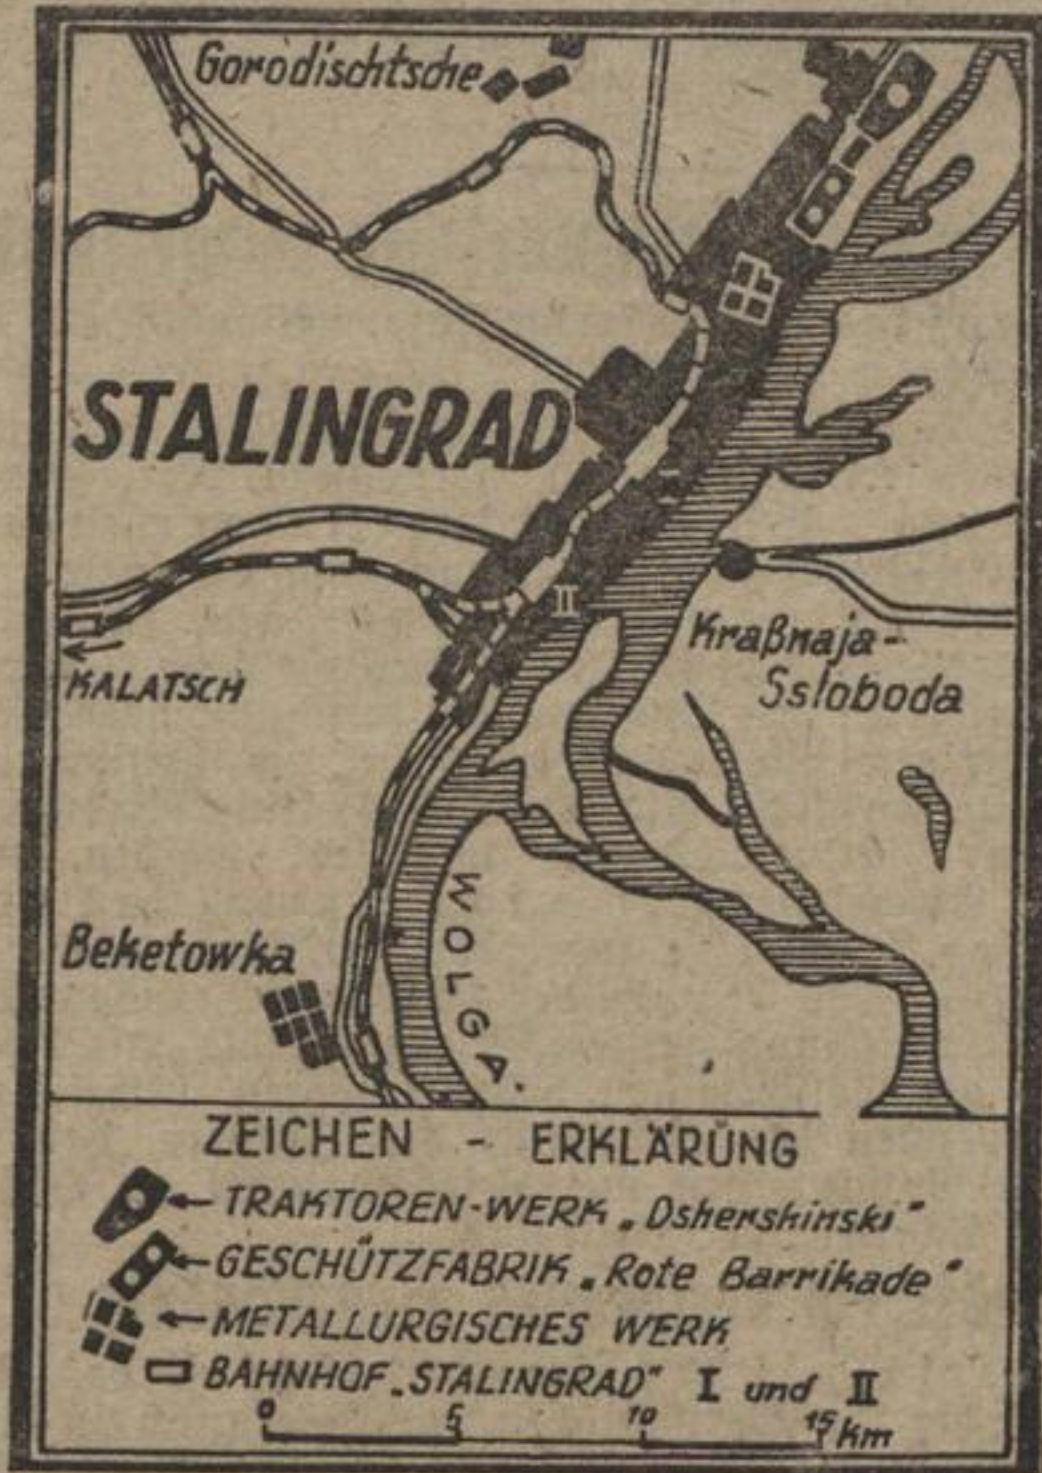 Gorodischtsche
STALINGRAD
II
Kraßnaja-
Ssloboda
KALATSCH
WOLGA
Beketowka
ZEICHEN - ERKLÄRUNG
TRAKTOREN-WERK „Dshershinski"
GESCHÜTZFABRIK „Rote Barrikade"
METALLURGISCHES WERK
BAHNHOF „STALINGRAD" I und II
0 5 10 15 km